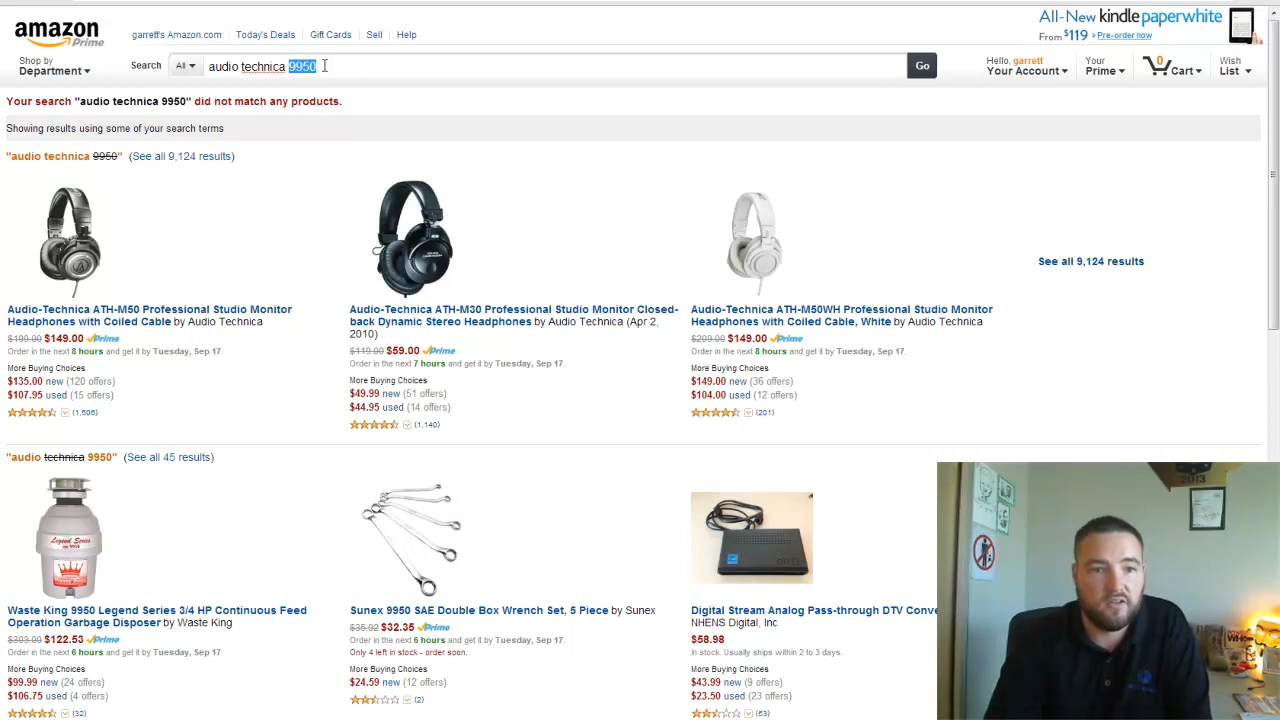 amazon
Prime
garrett's Amazon.com
Today's Deals
Gift Cards
Sell
Help
All-New kindle paperwhite
From $119
Pre-order now
Shop by
Department
Search
All
audio technica 9950
Go
Hello, garrett
Your Account
Your
Prime
0
Cart
Wish
List
Your search "audio technica 9950" did not match any products.
Showing results using some of your search terms
"audio technica 9950" (See all 9,124 results)
Audio-Technica ATH-M50 Professional Studio Monitor
Headphones with Coiled Cable by Audio Technica
$199.00 $149.00 Prime
Order in the next 8 hours and get it by Tuesday, Sep 17.
More Buying Choices
$135.00 new (120 offers)
$107.95 used (15 offers)
(1,506)
Audio-Technica ATH-M30 Professional Studio Monitor Closed-
back Dynamic Stereo Headphones by Audio Technica (Apr 2,
2010)
$119.00 $59.00 Prime
Order in the next 7 hours and get it by Tuesday, Sep 17.
More Buying Choices
$49.99 new (51 offers)
$44.95 used (14 offers)
(1,140)
Audio-Technica ATH-M50WH Professional Studio Monitor
Headphones with Coiled Cable, White by Audio Technica
$209.00 $149.00 Prime
Order in the next 8 hours and get it by Tuesday, Sep 17.
More Buying Choices
$149.00 new (36 offers)
$104.00 used (12 offers)
(201)
See all 9,124 results
"audio technica 9950" (See all 45 results)
Legend Series
Waste King 9950 Legend Series 3/4 HP Continuous Feed
Operation Garbage Disposer by Waste King
$303.00 $122.53 Prime
Order in the next 6 hours and get it by Tuesday, Sep 17.
More Buying Choices
$99.99 new (24 offers)
$106.75 used (4 offers)
(32)
Sunex 9950 SAE Double Box Wrench Set, 5 Piece by Sunex
$35.92 $32.35 Prime
Order in the next 6 hours and get it by Tuesday, Sep 17.
Only 4 left in stock - order soon.
$24.59 new (12 offers)
(2)
Digital Stream Analog Pass-through DTV Conve
NHENS Digital, Inc
$58.98
In stock. Usually ships within 2 to 3 days.
More Buying Choices
$43.99 new (9 offers)
$23.50 used (23 offers)
(53)
2013